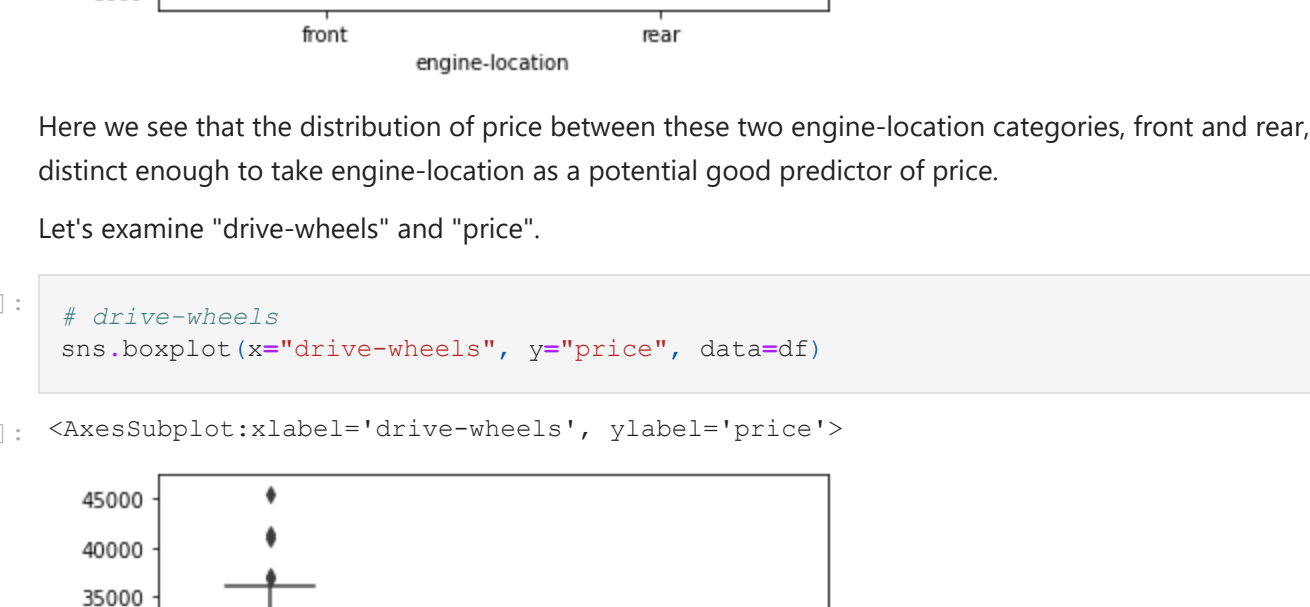 front rear
engine-location
Here we see that the distribution of price between these two engine-location categories, front and rear,
distinct enough to take engine-location as a potential good predictor of price.
Let's examine "drive-wheels" and "price".
]:
# drive-wheels
sns.boxplot(x="drive-wheels", y="price", data=df)
]: <AxesSubplot:xlabel='drive-wheels', ylabel='price'>
45000
40000
35000